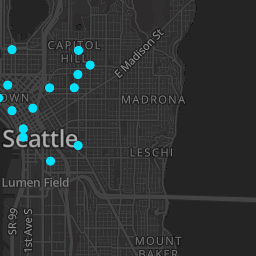 CAPITOL
HILL
E Madison St
OWN
MADRONA
Seattle
LESCHI
Lumen Field
SR 99
1st Ave S
MOUNT
BAKER